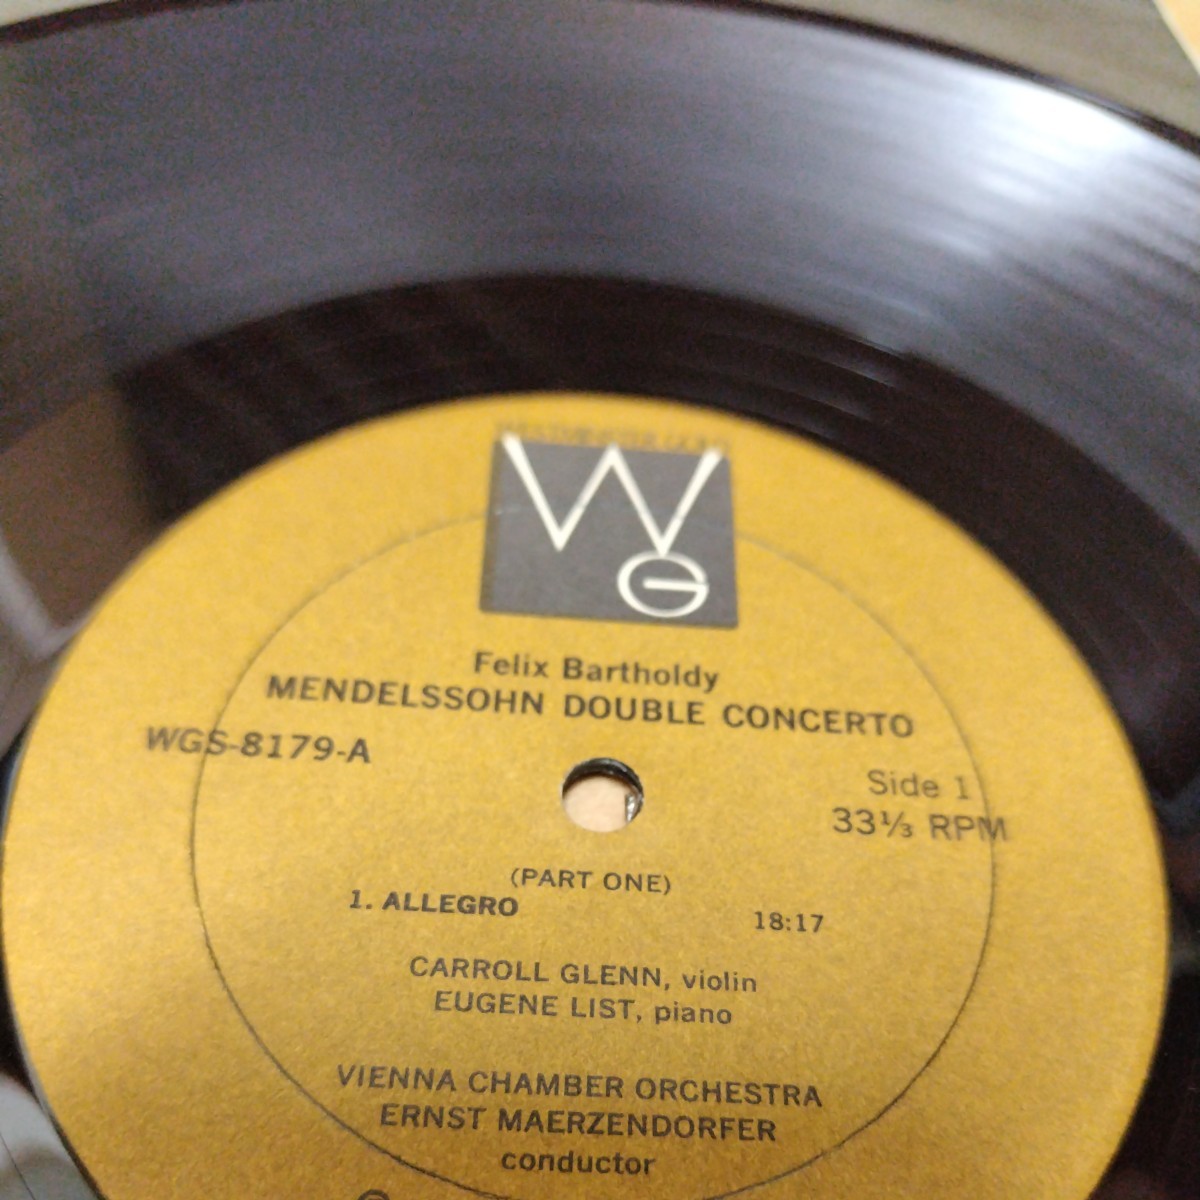 WG
Felix Bartholdy
MENDELSSOHN DOUBLE CONCERTO
WGS-8179-A
Side 1
33⅓ RPM
(PART ONE)
1. ALLEGRO 18:17
CARROLL GLENN, violin
EUGENE LIST, piano
VIENNA CHAMBER ORCHESTRA
ERNST MAERZENDORFER
conductor